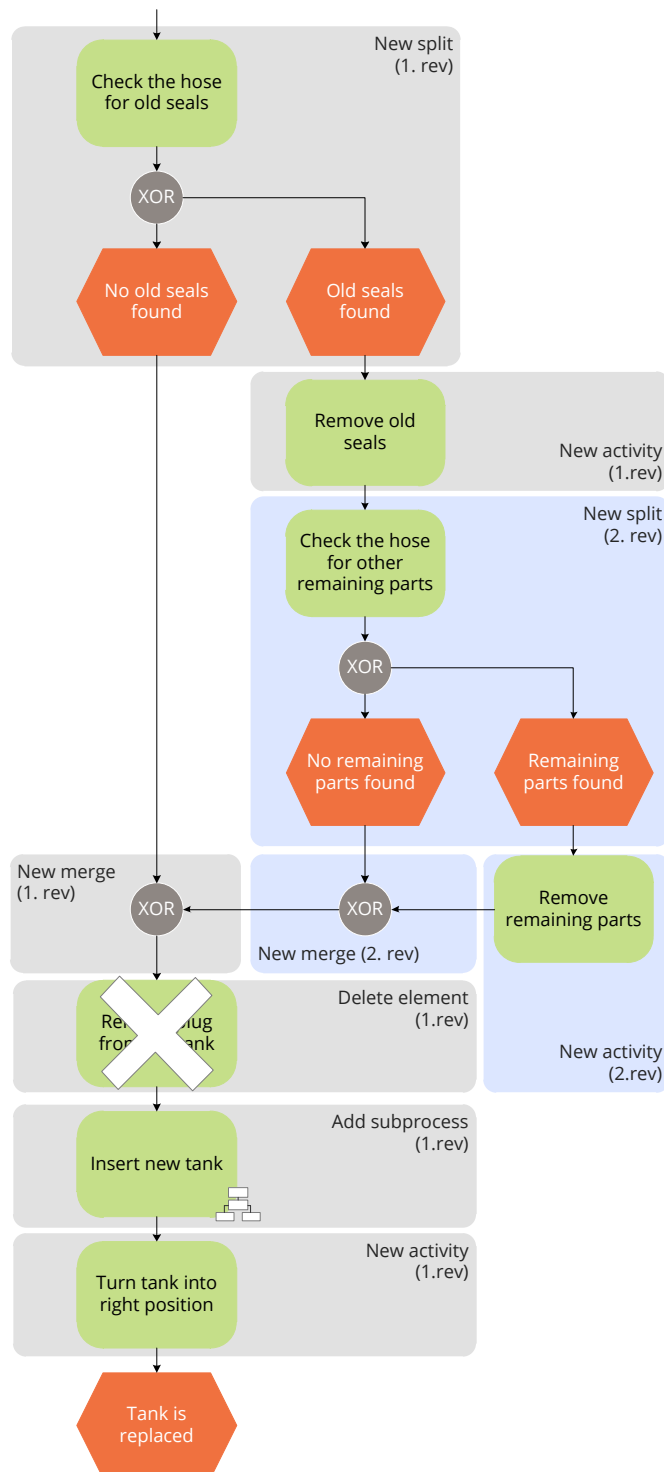 New split
(1. rev)
Check the hose
for old seals
XOR
No old seals
found
Old seals
found
Remove old
seals
New activity
(1.rev)
New split
(2. rev)
Check the hose
for other
remaining parts
XOR
No remaining
parts found
Remaining
parts found
New merge
(1. rev)
XOR
XOR
New merge (2. rev)
Remove
remaining parts
New activity
(2.rev)
Delete element
(1.rev)
Add subprocess
(1.rev)
Insert new tank
New activity
(1.rev)
Turn tank into
right position
Tank is
replaced